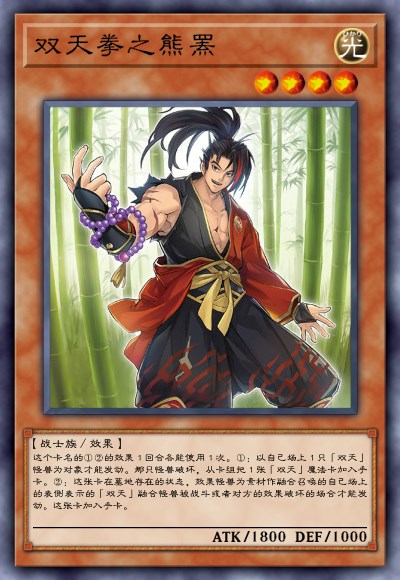 双天拳之熊罴
ひかり
光
【战士族／效果】
这个卡名的①②的效果1回合各能使用1次。①：以自己场上1只「双天」
怪兽为对象才能发动。那只怪兽破坏，从卡组把1张「双天」魔法卡加入手
卡。②：这张卡在墓地存在的状态，效果怪兽为素材作融合召唤的自己场上
的表侧表示的「双天」融合怪兽被战斗或者对方的效果破坏的场合才能发
动。这张卡加入手卡。
ATK/1800 DEF/1000